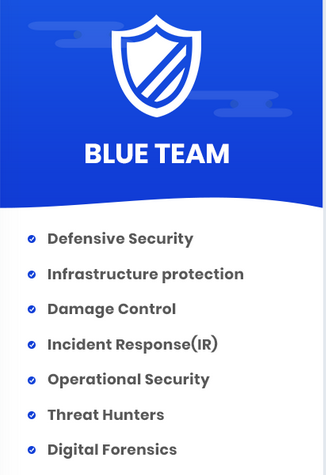 BLUE TEAM
Defensive Security
Infrastructure protection
Damage Control
Incident Response(IR)
Operational Security
Threat Hunters
Digital Forensics